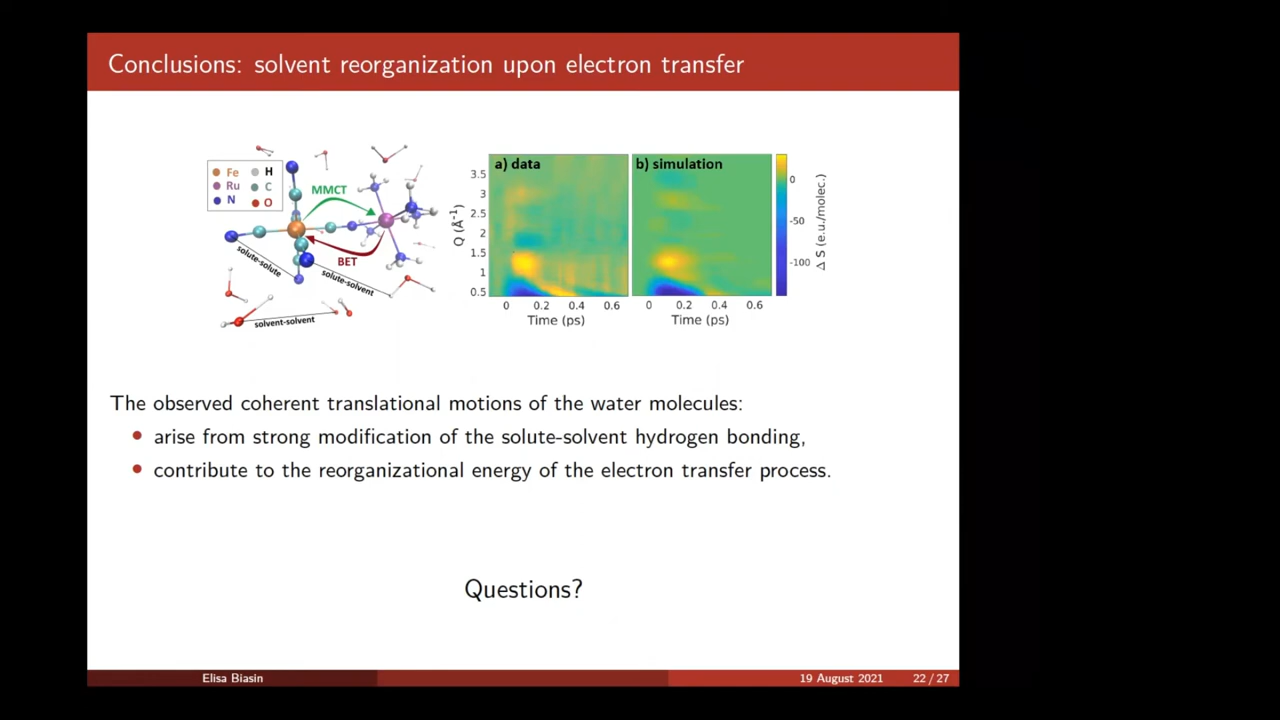 Conclusions: solvent reorganization upon electron transfer
Fe H
Ru C
N O
MMCT
BET
solute-solute
solute-solvent
solvent-solvent
a) data
b) simulation
Q (Å⁻¹)
3.5
3
2.5
2
1.5
1
0.5
0 0.2 0.4 0.6
Time (ps)
0 0.2 0.4 0.6
Time (ps)
0
-50
-100
Δ S (e.u./molec.)
The observed coherent translational motions of the water molecules:
• arise from strong modification of the solute-solvent hydrogen bonding,
• contribute to the reorganizational energy of the electron transfer process.
Questions?
Elisa Biasin 19 August 2021 22 / 27